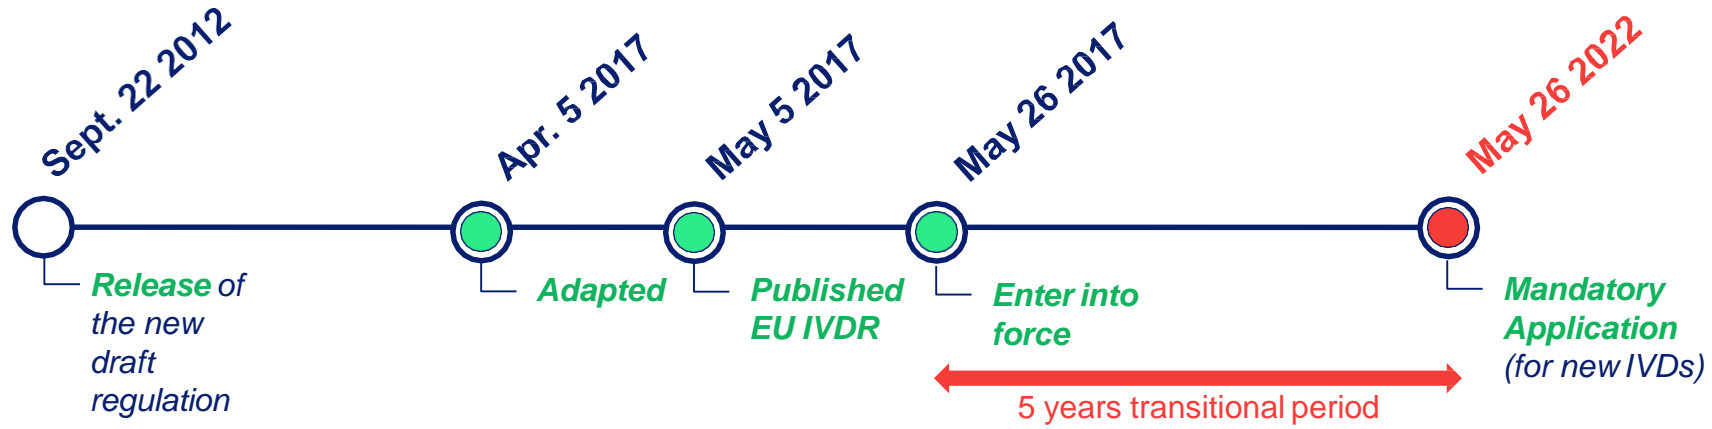 Sept. 22 2012
Apr. 5 2017
May 5 2017
May 26 2017
May 26 2022
Release of
the new
draft
regulation
Adapted
Published
EU IVDR
Enter into
force
Mandatory
Application
(for new IVDs)
5 years transitional period